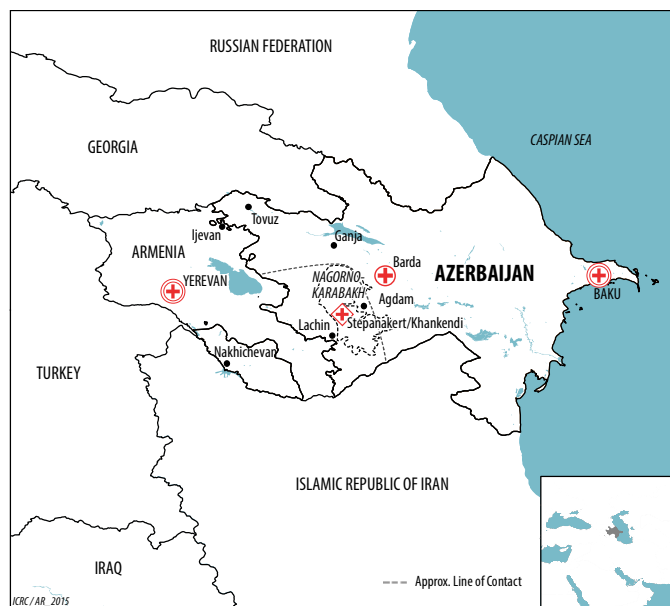 RUSSIAN FEDERATION
CASPIAN SEA
GEORGIA
Tovuz
Ijevan
Ganja
ARMENIA
Barda
AZERBAIJAN
YEREVAN
NAGORNO
KARABAKH
BAKU
Agdam
Stepanakert/Khankendi
Lachin
Nakhichevan
TURKEY
ISLAMIC REPUBLIC OF IRAN
IRAQ
Approx. Line of Contact
ICRC / AR_2015